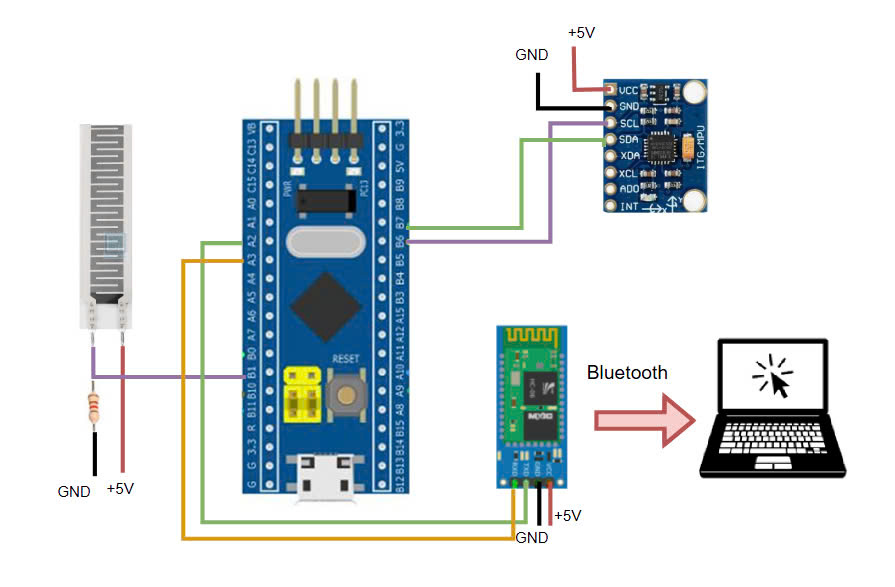 +5V
GND
VCC
GND
SCL
SDA
XDA
XCL
ADO
INT
ITG/MPU
VB
C13
C14
C15
A0
A1
A2
A3
A4
A5
A6
A7
B0
B1
B10
B11
R
3.3
G
G
3.3
G
5V
B9
B8
B7
B6
B5
B4
B3
A15
A12
A11
A10
A9
A8
B15
B14
B13
B12
PWR
PC13
RESET
GND
+5V
HC-06
RXD
TXD
GND
VCC
+5V
GND
Bluetooth